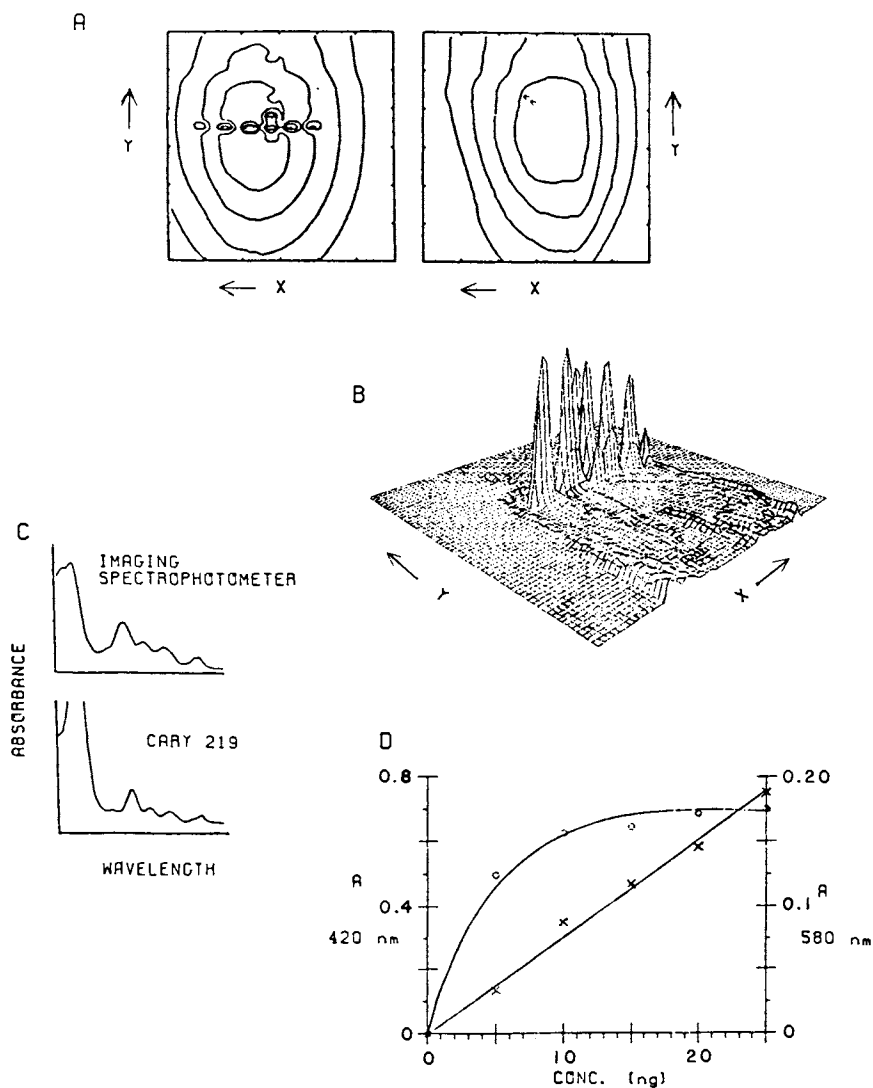 A
Y
Y
X
X
B
Y
X
C
IMAGING
SPECTROPHOTOMETER
CARY 219
ABSORBANCE
WAVELENGTH
D
0.8
0.20
A
A
0.4
0.1
420 nm
580 nm
0
0
0
10
20
CONC. (ng)